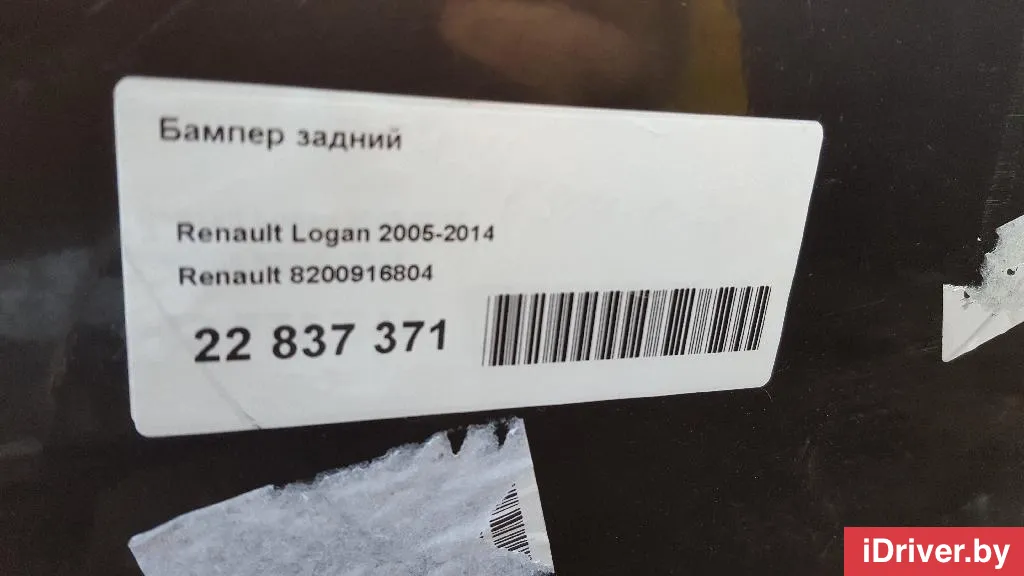 Бампер задний
Renault Logan 2005-2014
Renault 8200916804
22 837 371
iDriver.by